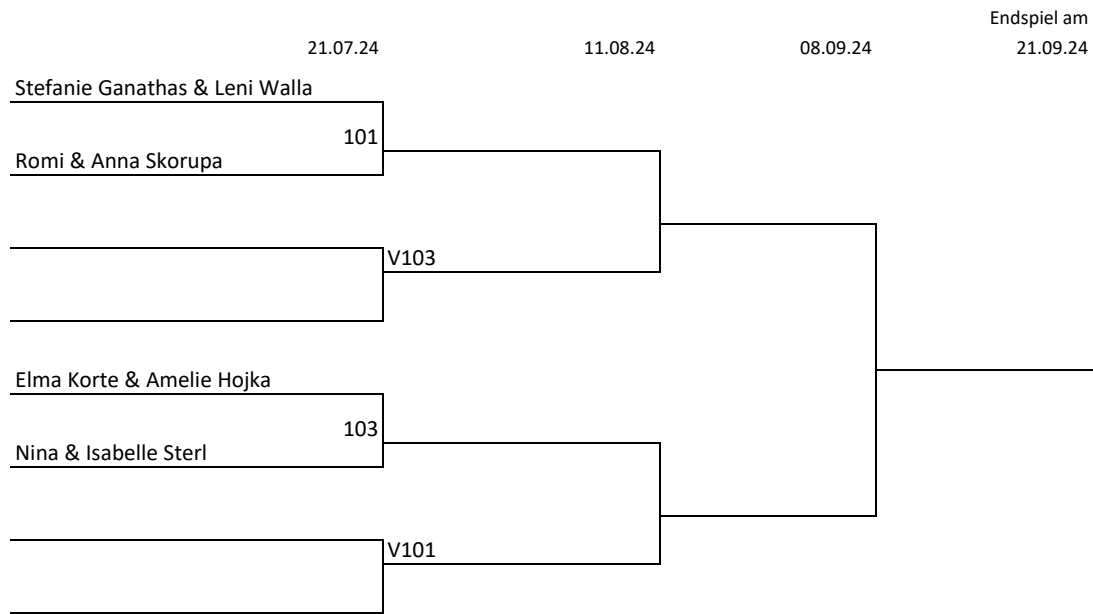 Endspiel am
21.07.24 11.08.24 08.09.24 21.09.24
Stefanie Ganathas & Leni Walla
101
Romi & Anna Skorupa
V103
Elma Korte & Amelie Hojka
103
Nina & Isabelle Sterl
V101